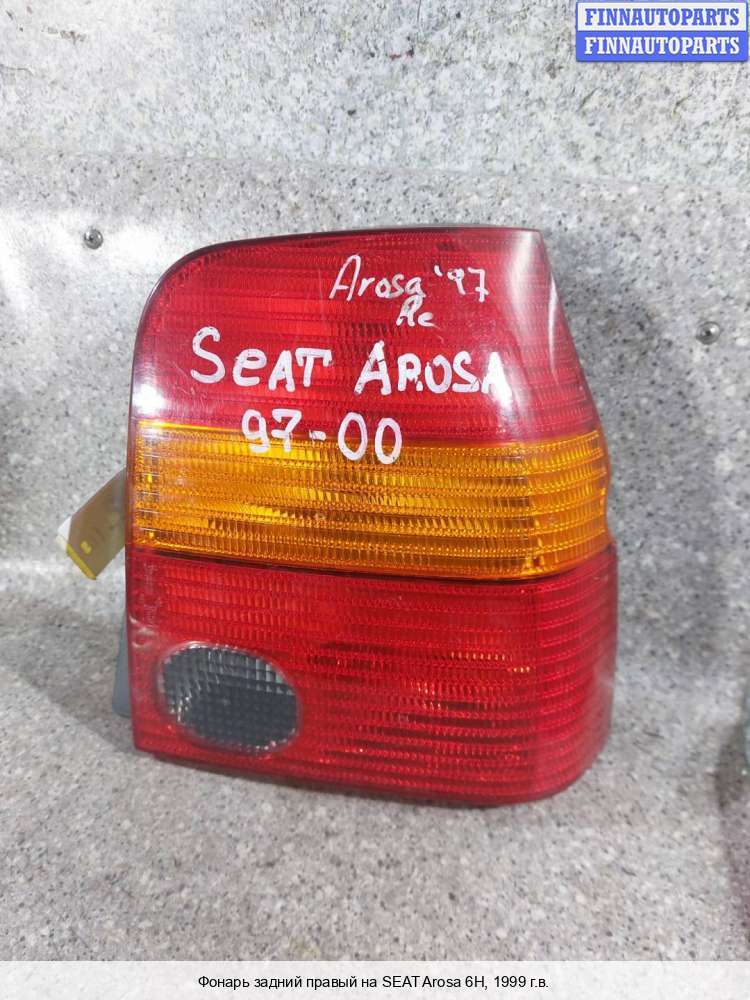 FINNAUTOPARTS
FINNAUTOPARTS
Arosa '97
Re
SEAT AROSA
97-00
Фонарь задний правый на SEAT Arosa 6H, 1999 г.в.